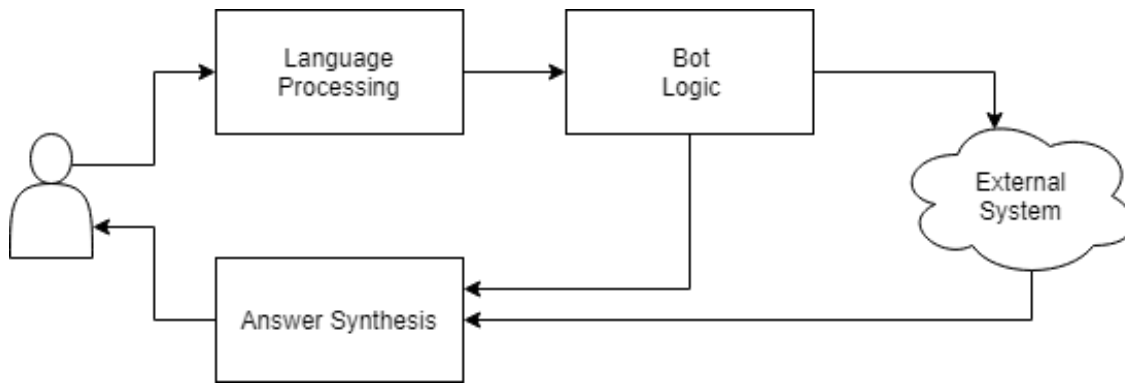 Language
Processing
Bot
Logic
External
System
Answer Synthesis